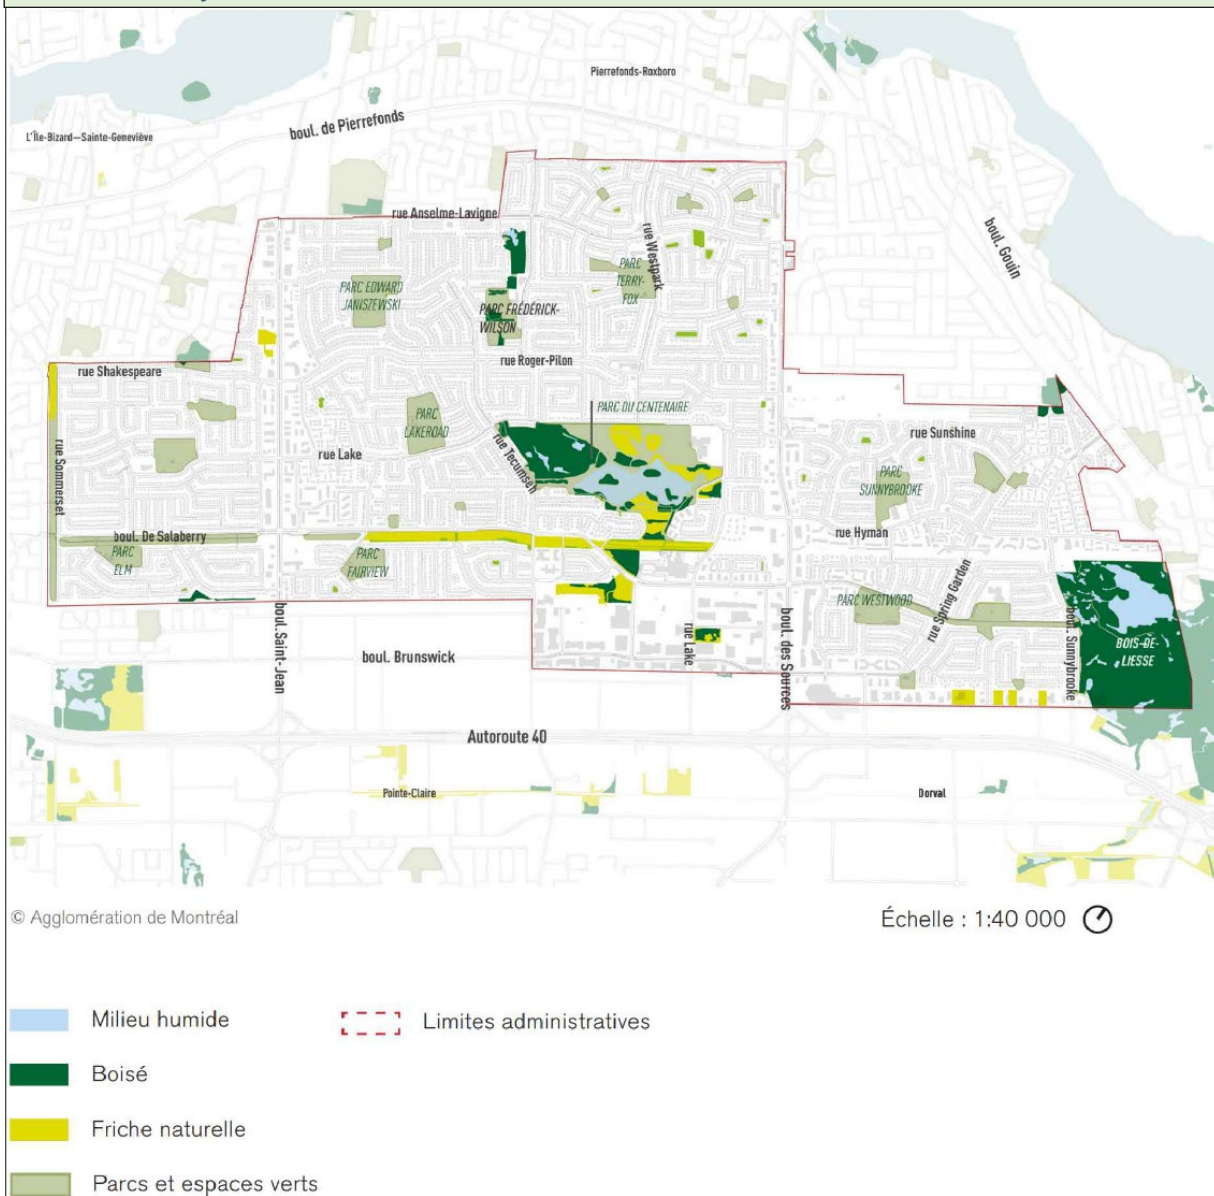 Pierrefonds-Roxboro
L'Île-Bizard—Sainte-Geneviève
boul. de Pierrefonds
rue Anselme-Lavigne
rue Westpark
boul. Gouin
PARC
TERRY-
FOX
PARC EDWARD
JANISZEWSKI
PARC FRÉDÉRICK-
WILSON
rue Roger-Pilon
rue Shakespeare
PARC DU CENTENAIRE
PARC
LAKEROAD
rue Sunshine
rue Lake
rue Tecumseh
rue Sommerset
PARC
SUNNYBROOKE
boul. De Salaberry
rue Hyman
PARC
ELM
PARC
FAIRVIEW
PARC WESTWOOD
rue Spring Garden
boul. Saint-Jean
rue Lake
boul. des Sources
boul. Sunnybrooke
BOIS-DE-
LIESSE
boul. Brunswick
Autoroute 40
Pointe-Claire
Dorval
© Agglomération de Montréal
Échelle : 1:40 000
Milieu humide
Limites administratives
Boisé
Friche naturelle
Parcs et espaces verts